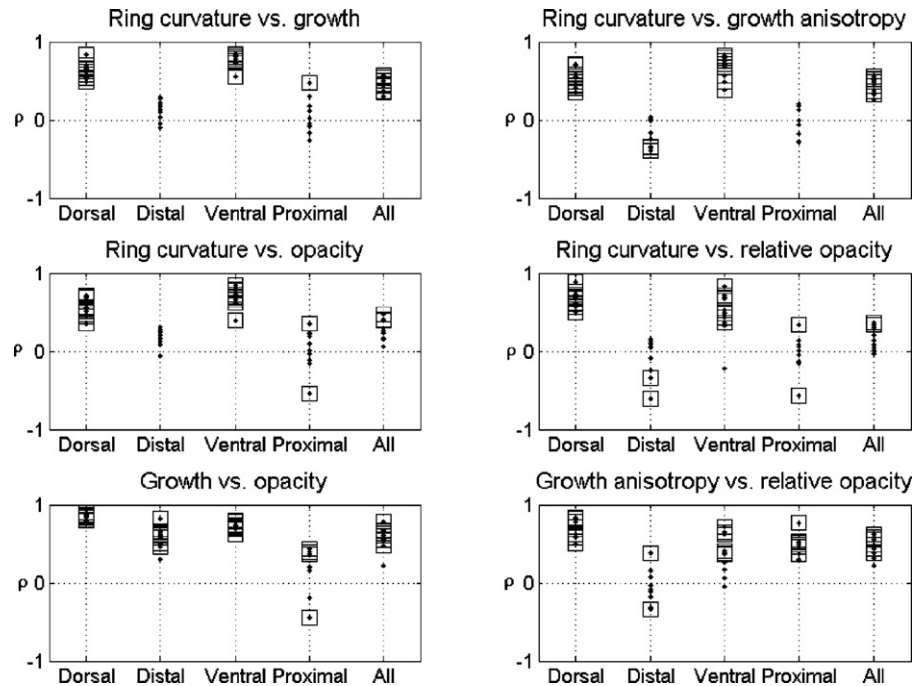 Ring curvature vs. growth
1
ρ 0
-1
Dorsal Distal Ventral Proximal All
Ring curvature vs. growth anisotropy
1
ρ 0
-1
Dorsal Distal Ventral Proximal All
Ring curvature vs. opacity
1
ρ 0
-1
Dorsal Distal Ventral Proximal All
Ring curvature vs. relative opacity
1
ρ 0
-1
Dorsal Distal Ventral Proximal All
Growth vs. opacity
1
ρ 0
-1
Dorsal Distal Ventral Proximal All
Growth anisotropy vs. relative opacity
1
ρ 0
-1
Dorsal Distal Ventral Proximal All